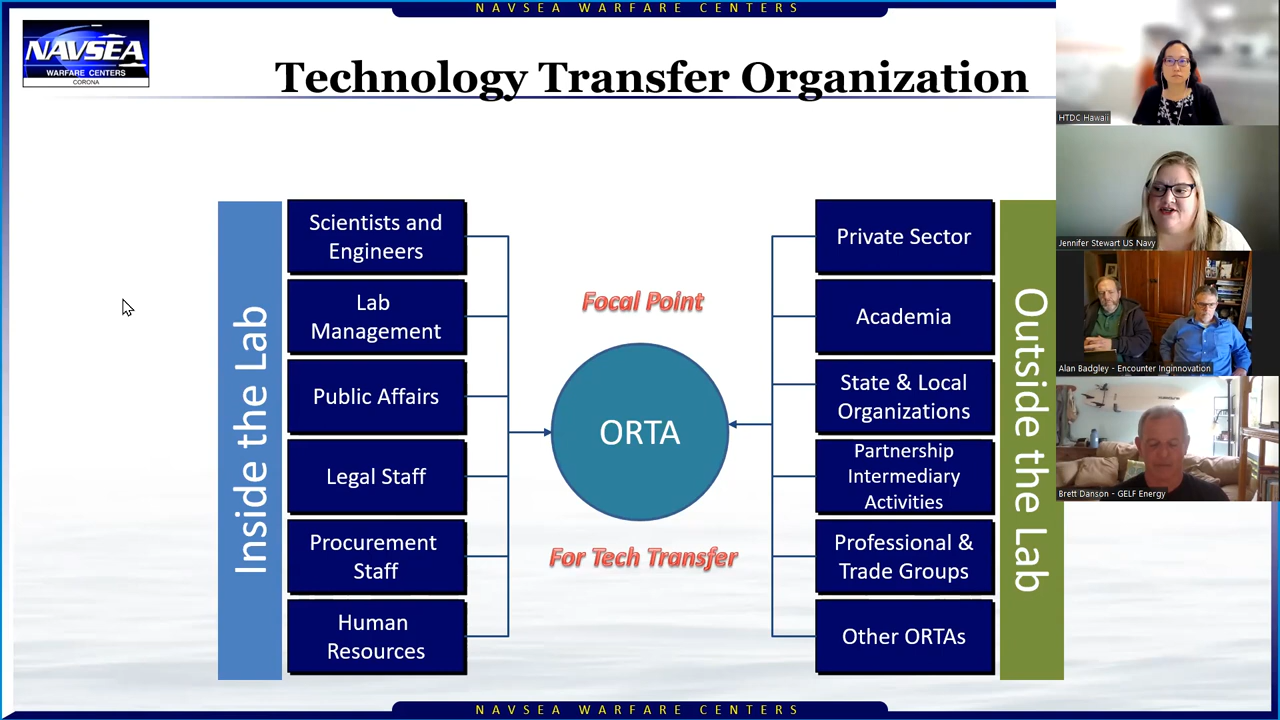 NAVSEA WARFARE CENTERS
NAVSEA
WARFARE CENTERS
CORONA
Technology Transfer Organization
Inside the Lab
Scientists and
Engineers
Lab
Management
Public Affairs
Legal Staff
Procurement
Staff
Human
Resources
Focal Point
ORTA
For Tech Transfer
Private Sector
Academia
State & Local
Organizations
Partnership
Intermediary
Activities
Professional &
Trade Groups
Other ORTAs
Outside the Lab
HTDC Hawaii
Jennifer Stewart US Navy
Alan Badgley - Encounter Inginnovation
Brett Danson - GELF Energy
NAVSEA WARFARE CENTERS